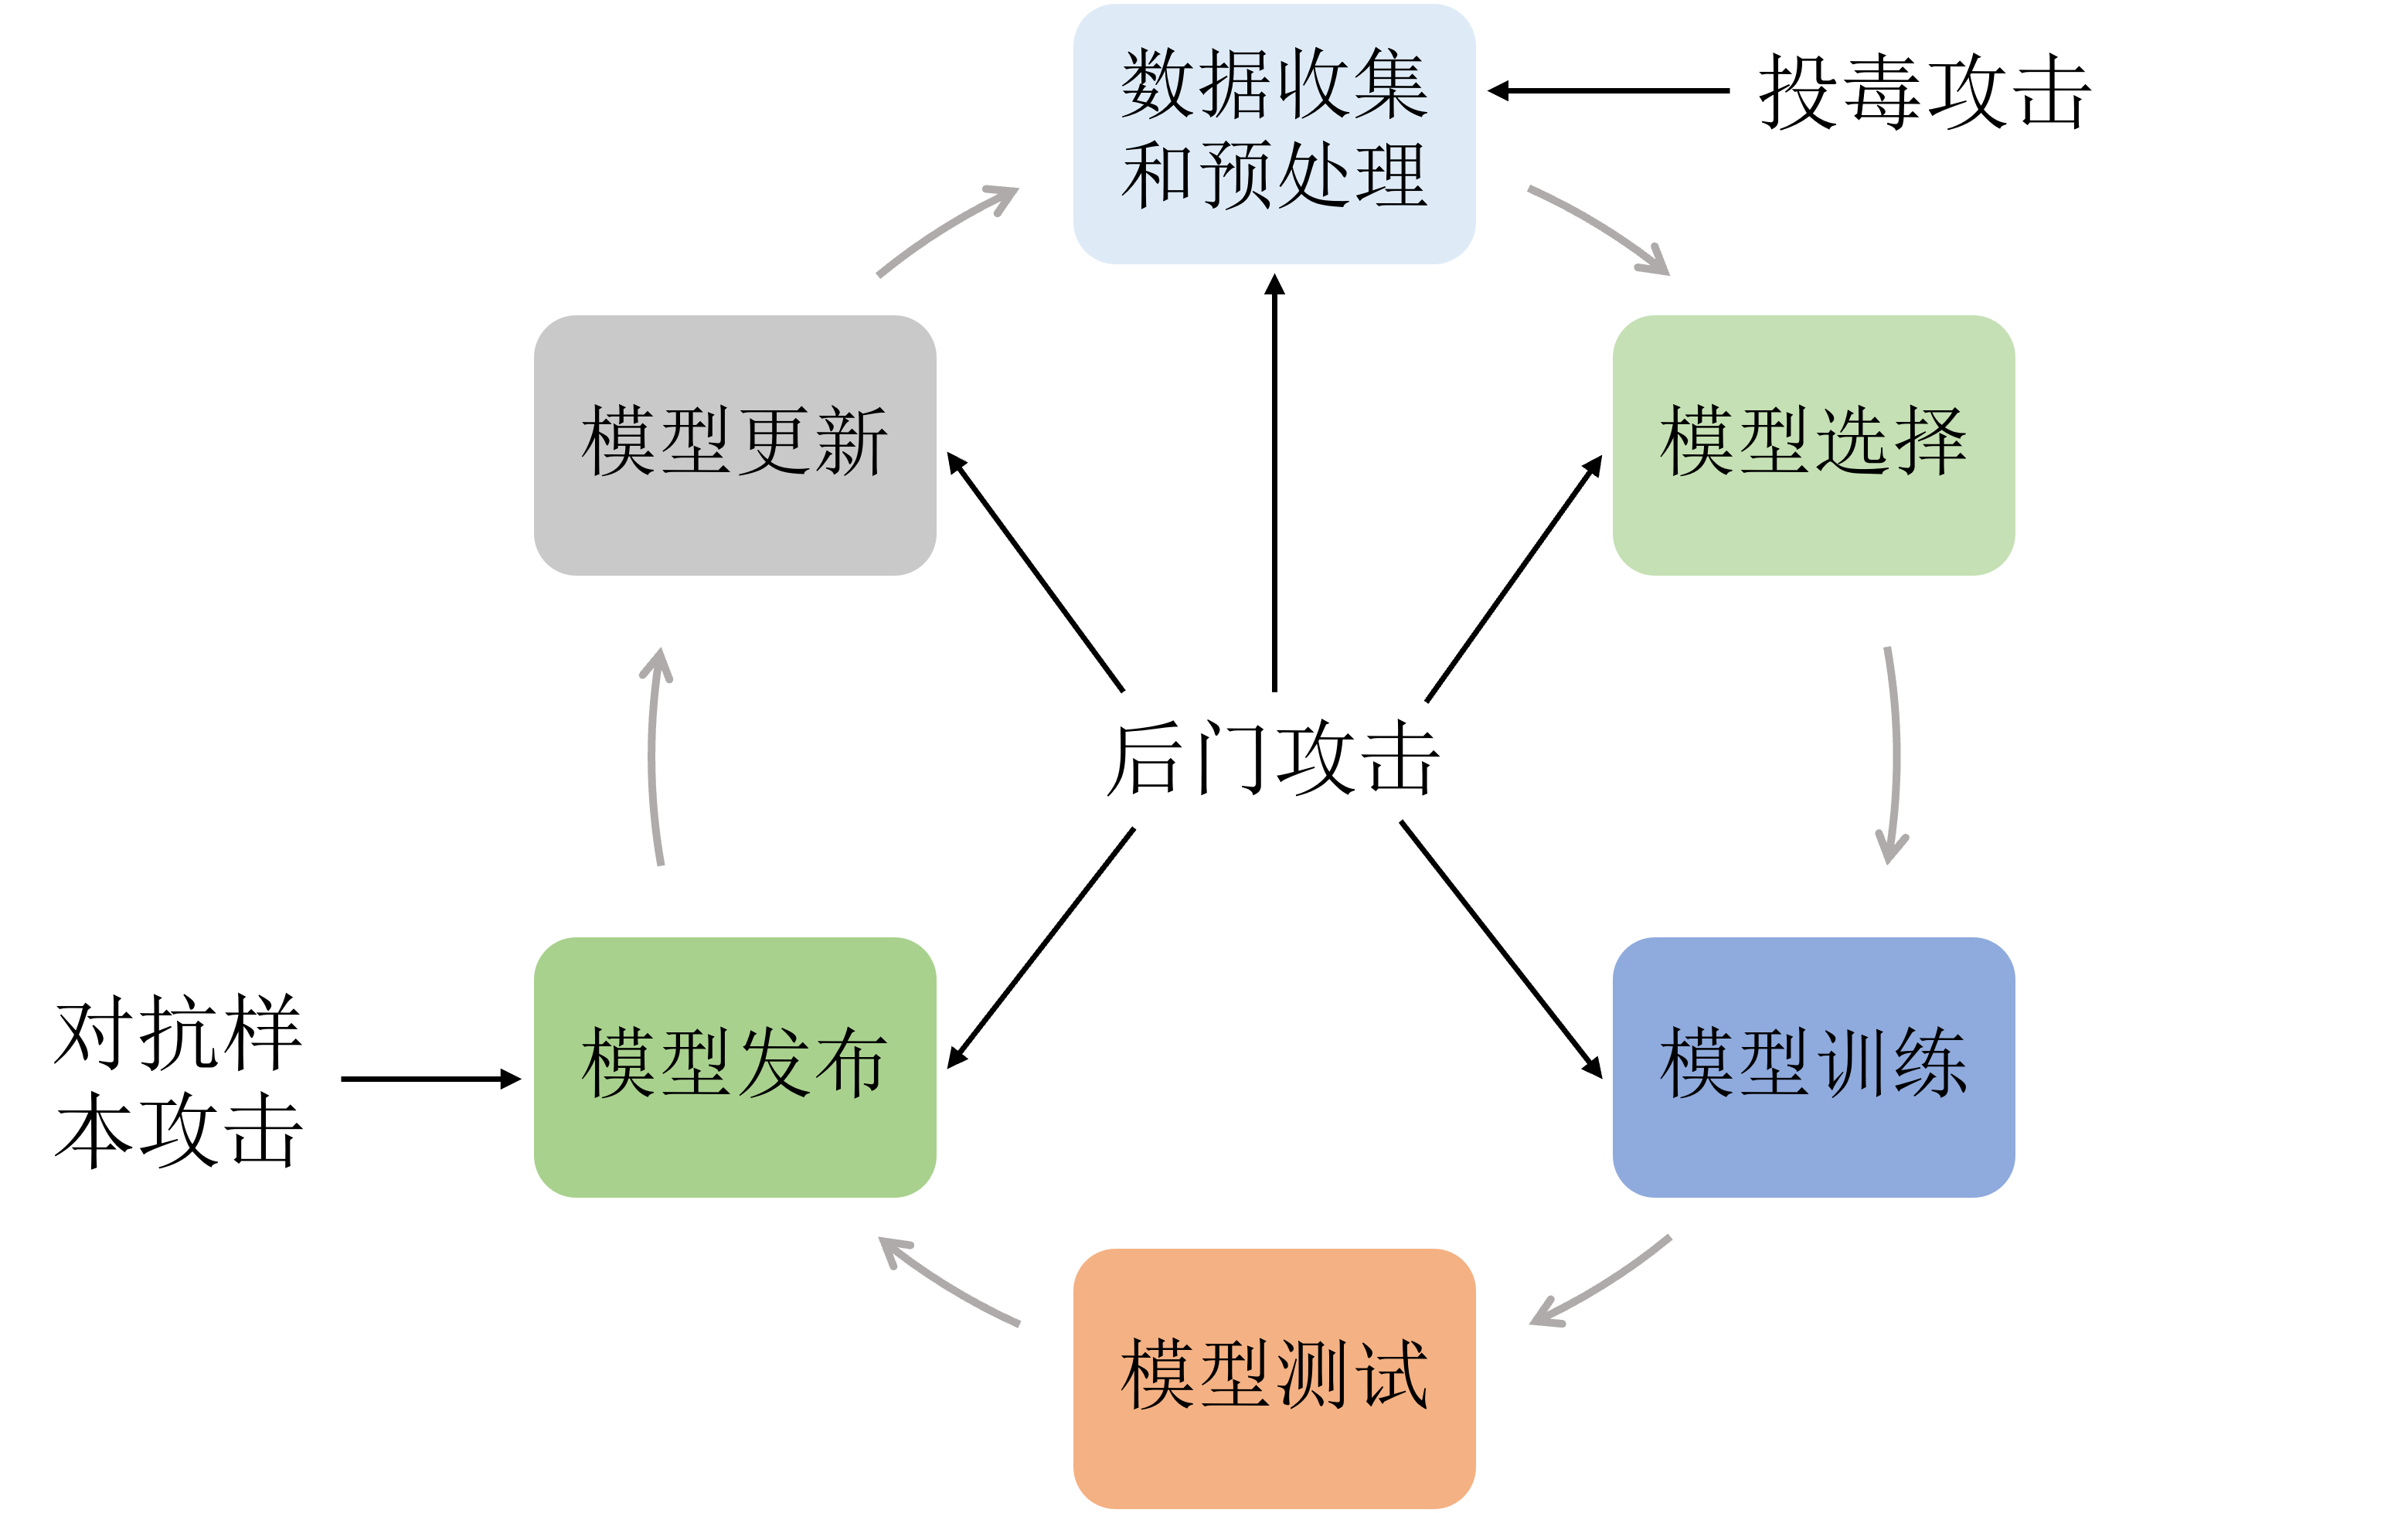 数据收集
和预处理
投毒攻击
模型更新
模型选择
后门攻击
对抗样
本攻击
模型发布
模型训练
模型测试